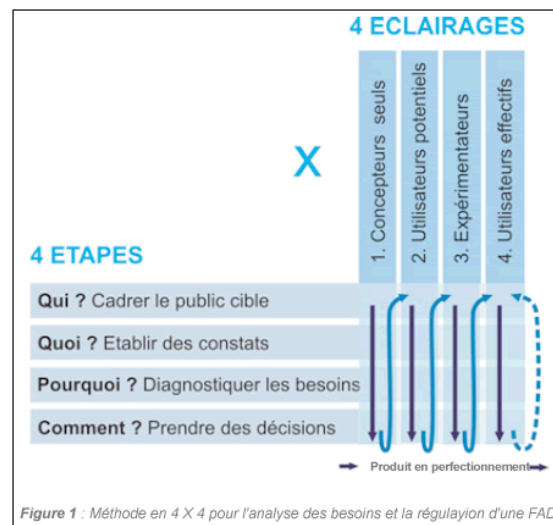 4 ECLAIRAGES
X
1. Concepteurs seuls
2. Utilisateurs potentiels
3. Expérimentateurs
4. Utilisateurs effectifs
4 ETAPES
Qui ? Cadrer le public cible
Quoi ? Etablir des constats
Pourquoi ? Diagnostiquer les besoins
Comment ? Prendre des décisions
Produit en perfectionnement
Figure 1 : Méthode en 4 X 4 pour l'analyse des besoins et la régulayion d'une FAD